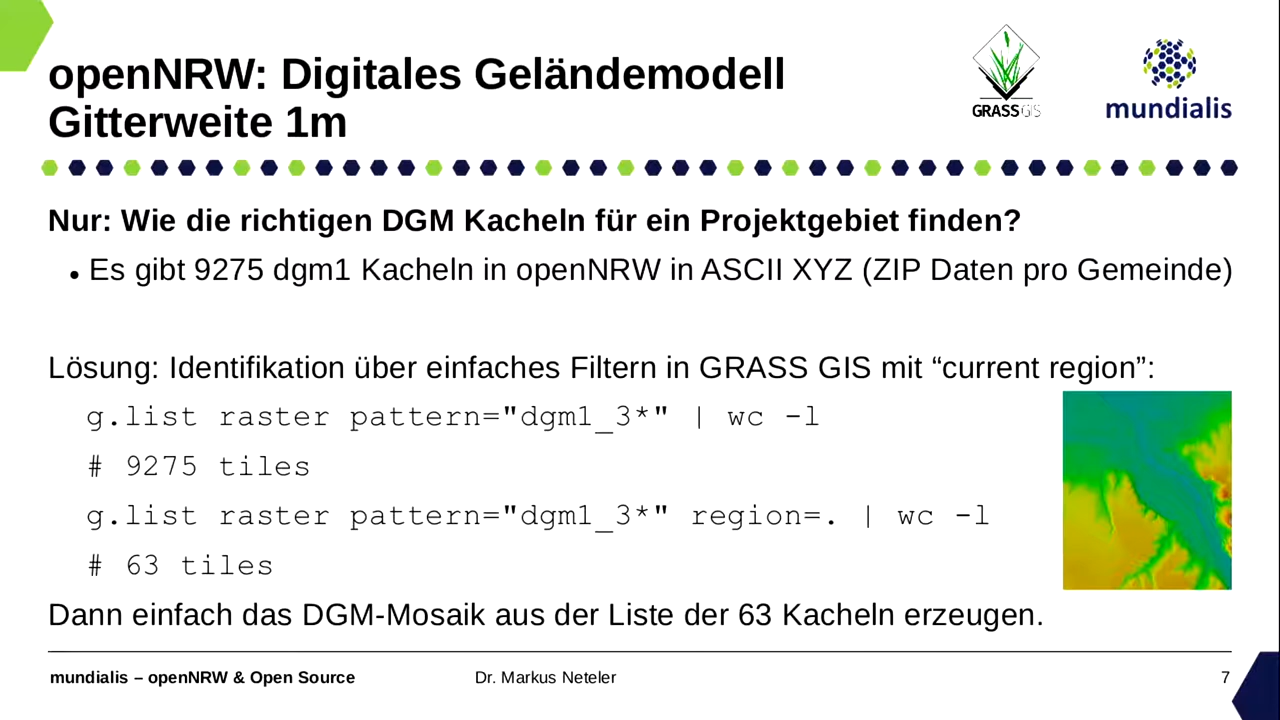 openNRW: Digitales Geländemodell
Gitterweite 1m
GRASS GIS
mundialis
Nur: Wie die richtigen DGM Kacheln für ein Projektgebiet finden?
• Es gibt 9275 dgm1 Kacheln in openNRW in ASCII XYZ (ZIP Daten pro Gemeinde)
Lösung: Identifikation über einfaches Filtern in GRASS GIS mit “current region”:
g.list raster pattern="dgm1_3*" | wc -l
# 9275 tiles
g.list raster pattern="dgm1_3*" region=. | wc -l
# 63 tiles
Dann einfach das DGM-Mosaik aus der Liste der 63 Kacheln erzeugen.
mundialis – openNRW & Open Source
Dr. Markus Neteler
7